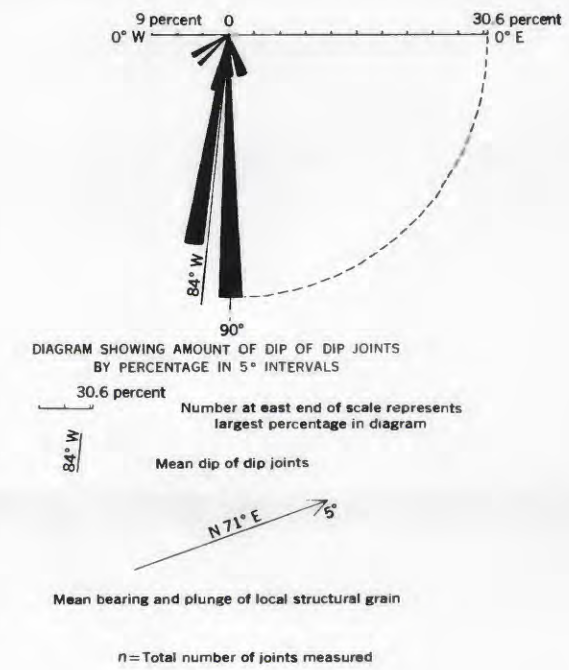 9 percent 0 30.6 percent
0° W 0° E
84° W
90°
DIAGRAM SHOWING AMOUNT OF DIP OF DIP JOINTS
BY PERCENTAGE IN 5° INTERVALS
30.6 percent
Number at east end of scale represents
largest percentage in diagram
84° W
Mean dip of dip joints
N 71° E
5°
Mean bearing and plunge of local structural grain
n=Total number of joints measured